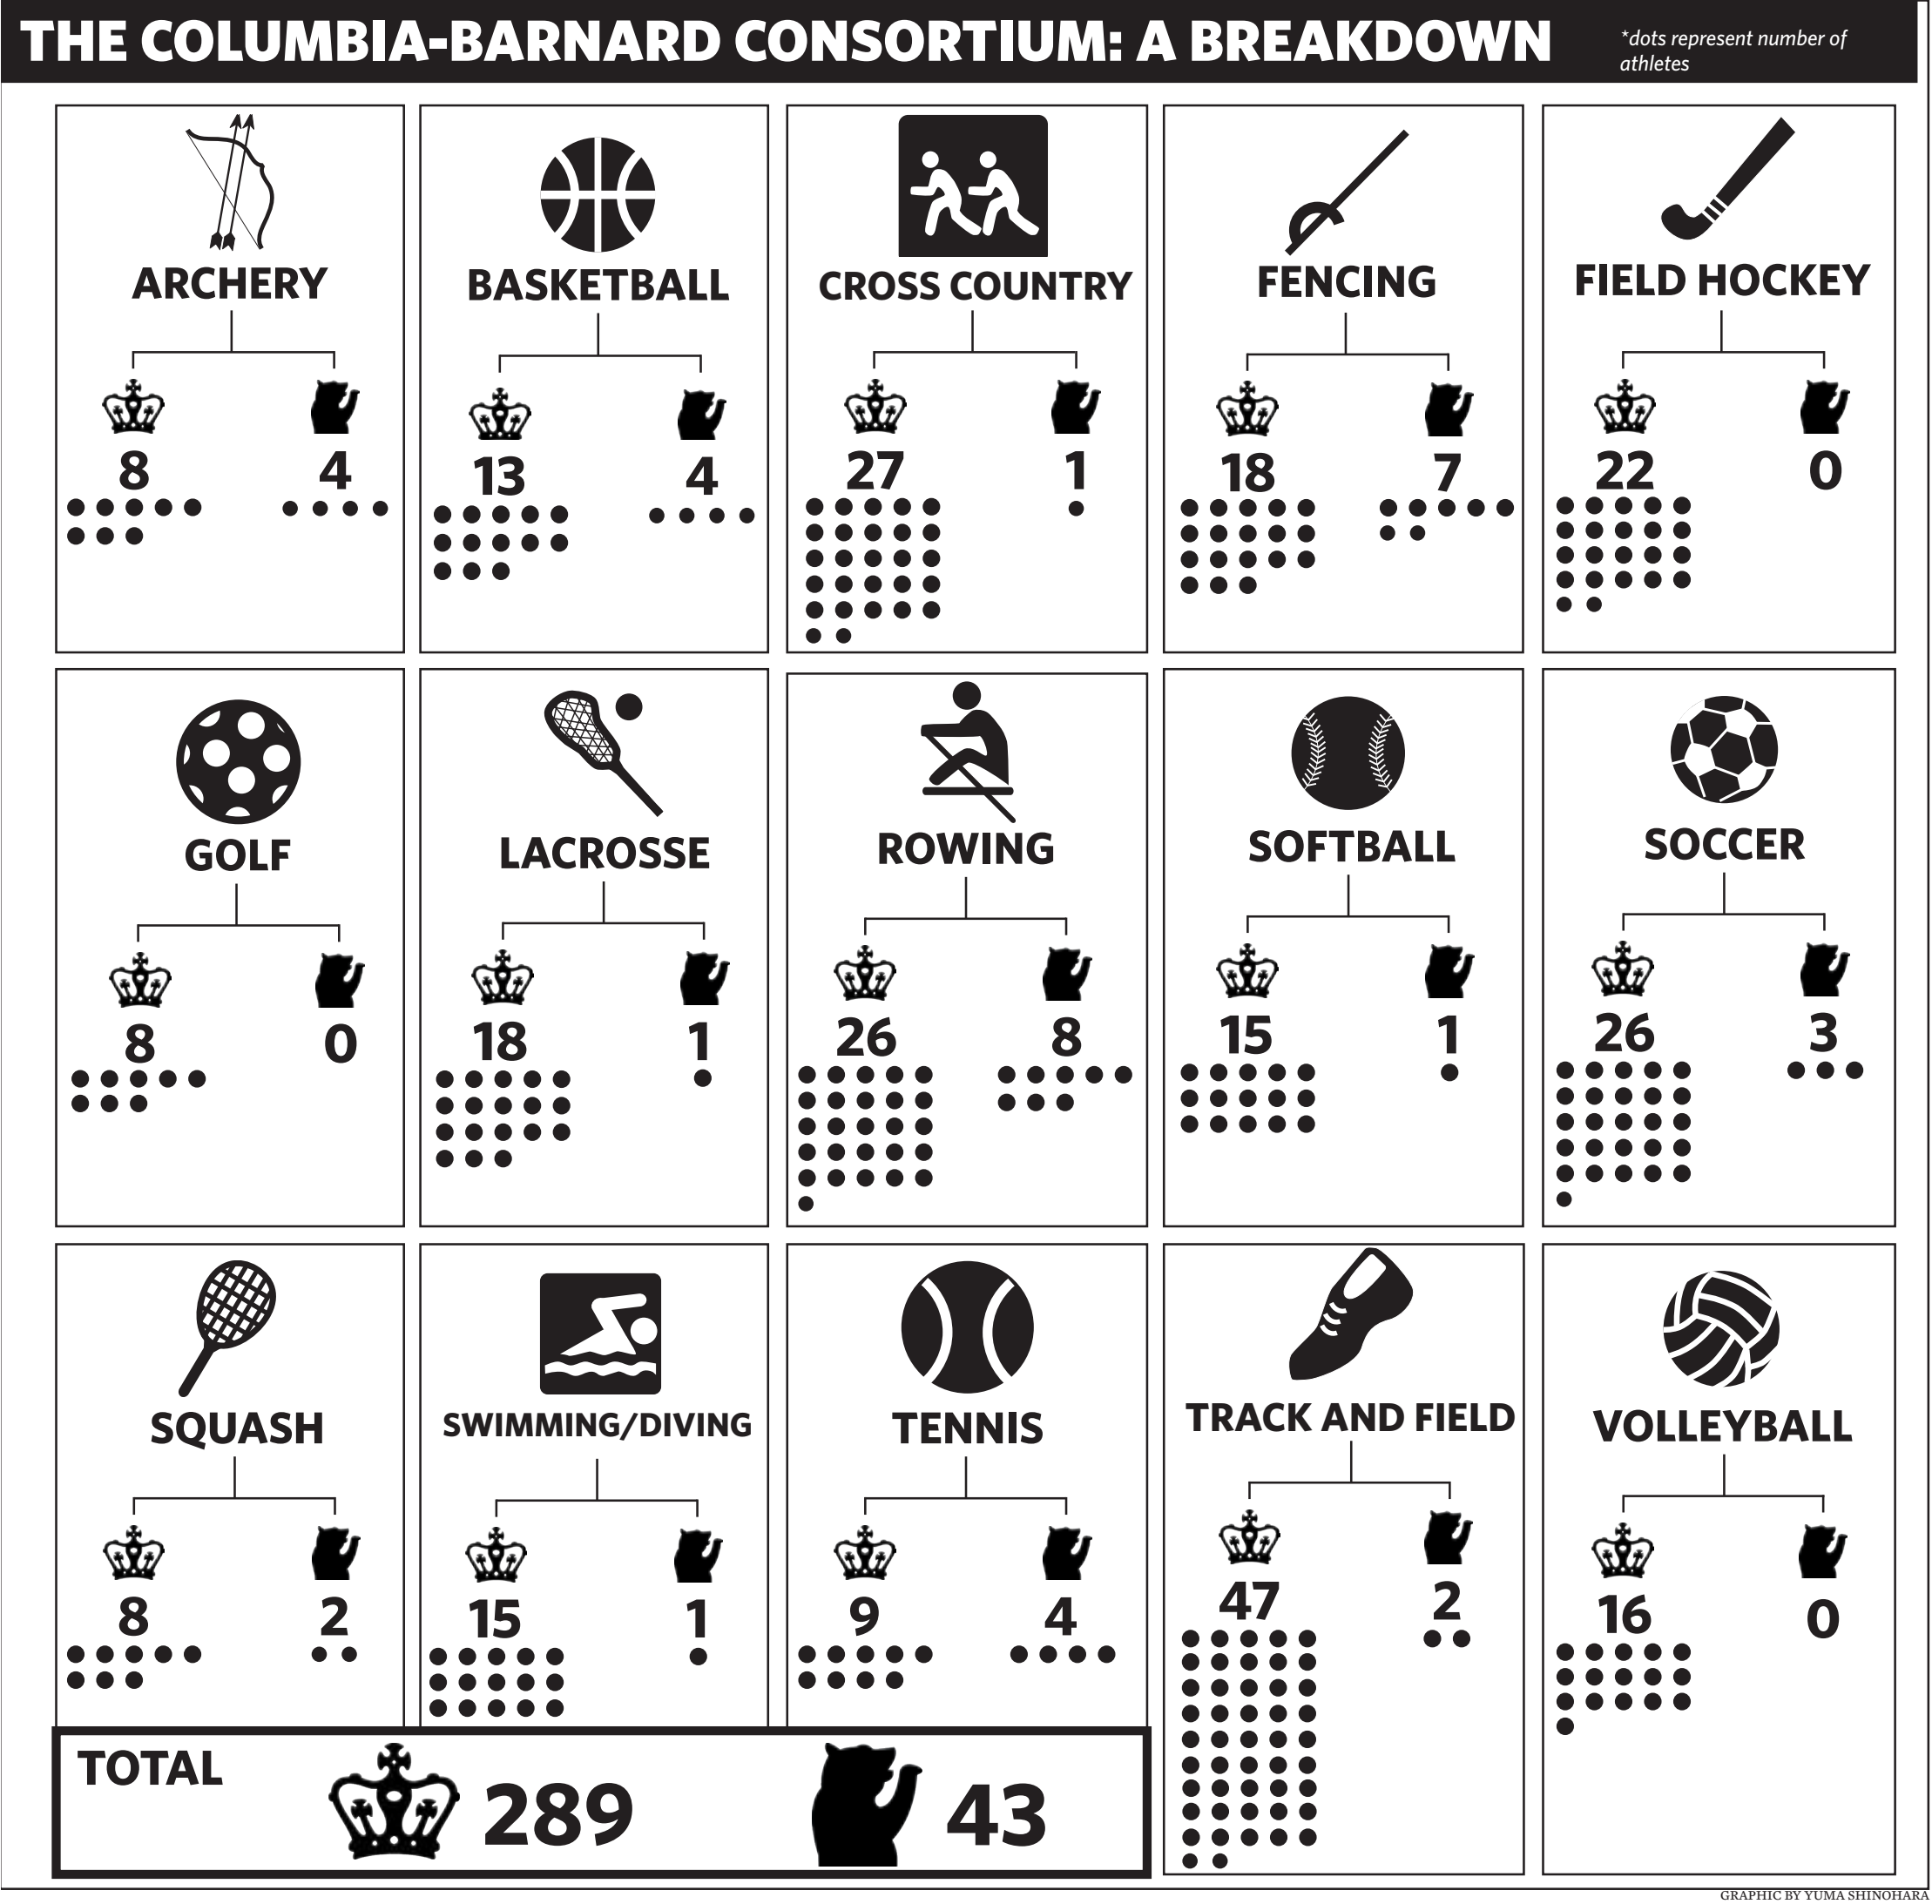 THE COLUMBIA-BARNARD CONSORTIUM: A BREAKDOWN
*dots represent number of
athletes
ARCHERY
8 4
BASKETBALL
13 4
CROSS COUNTRY
27 1
FENCING
18 7
FIELD HOCKEY
22 0
GOLF
8 0
LACROSSE
18 1
ROWING
26 8
SOFTBALL
15 1
SOCCER
26 3
SQUASH
8 2
SWIMMING/DIVING
15 1
TENNIS
9 4
TRACK AND FIELD
47 2
VOLLEYBALL
16 0
TOTAL
289 43
GRAPHIC BY YUMA SHINOHARA